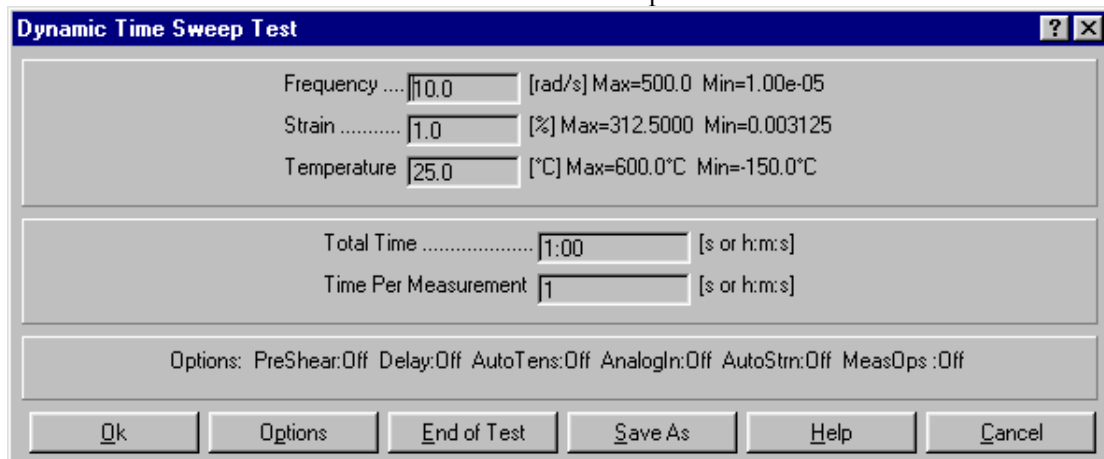 Dynamic Time Sweep Test
Frequency ....10.0 [rad/s] Max=500.0 Min=1.00e-05
Strain ........... 1.0 [%] Max=312.5000 Min=0.003125
Temperature 25.0 [°C] Max=600.0°C Min=-150.0°C
Total Time .................... 1:00 [s or h:m:s]
Time Per Measurement 1 [s or h:m:s]
Options: PreShear:Off Delay:Off AutoTens:Off AnalogIn:Off AutoStrn:Off MeasOps :Off
Ok Options End of Test Save As Help Cancel